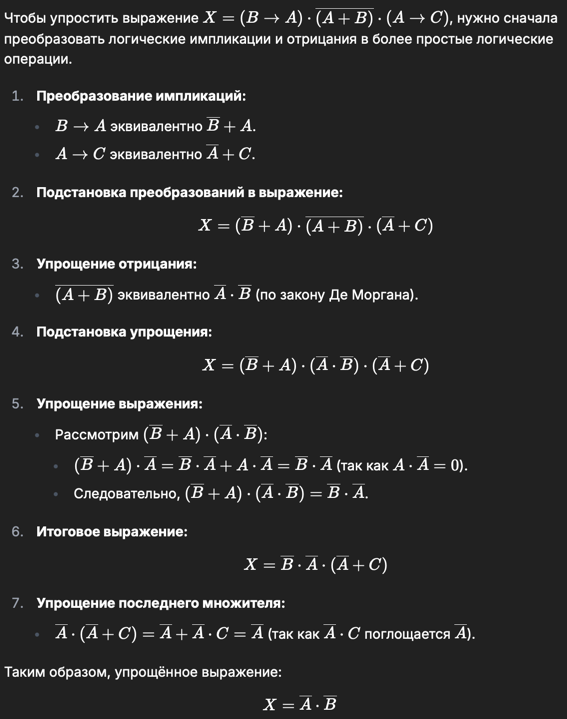 Чтобы упростить выражение $X = (B \to A) \cdot \overline{(A + B)} \cdot (A \to C)$, нужно сначала
преобразовать логические импликации и отрицания в более простые логические
операции.
1. Преобразование импликаций:
• $B \to A$ эквивалентно $\overline{B} + A$.
• $A \to C$ эквивалентно $\overline{A} + C$.
2. Подстановка преобразований в выражение:
$X = (\overline{B} + A) \cdot \overline{(A + B)} \cdot (\overline{A} + C)$
3. Упрощение отрицания:
• $\overline{(A + B)}$ эквивалентно $\overline{A} \cdot \overline{B}$ (по закону Де Моргана).
4. Подстановка упрощения:
$X = (\overline{B} + A) \cdot (\overline{A} \cdot \overline{B}) \cdot (\overline{A} + C)$
5. Упрощение выражения:
• Рассмотрим $(\overline{B} + A) \cdot (\overline{A} \cdot \overline{B})$:
• $(\overline{B} + A) \cdot \overline{A} = \overline{B} \cdot \overline{A} + A \cdot \overline{A} = \overline{B} \cdot \overline{A}$ (так как $A \cdot \overline{A} = 0$).
• Следовательно, $(\overline{B} + A) \cdot (\overline{A} \cdot \overline{B}) = \overline{B} \cdot \overline{A}$.
6. Итоговое выражение:
$X = \overline{B} \cdot \overline{A} \cdot (\overline{A} + C)$
7. Упрощение последнего множителя:
• $\overline{A} \cdot (\overline{A} + C) = \overline{A} + \overline{A} \cdot C = \overline{A}$ (так как $\overline{A} \cdot C$ поглощается $\overline{A}$).
Таким образом, упрощённое выражение:
$X = \overline{A} \cdot \overline{B}$